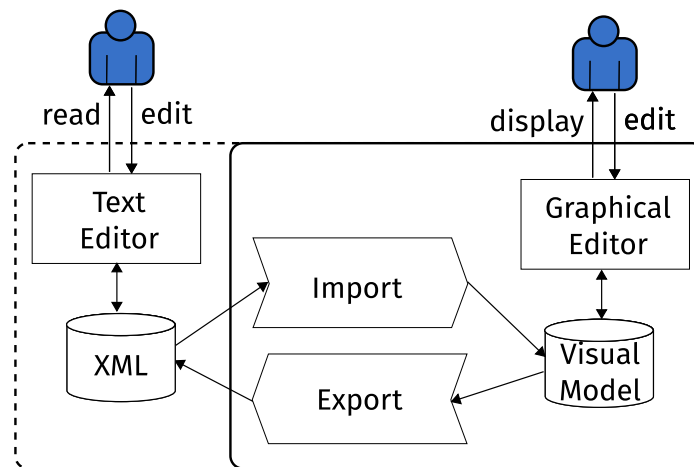 read
edit
display
edit
Text
Editor
Graphical
Editor
Import
XML
Visual
Model
Export